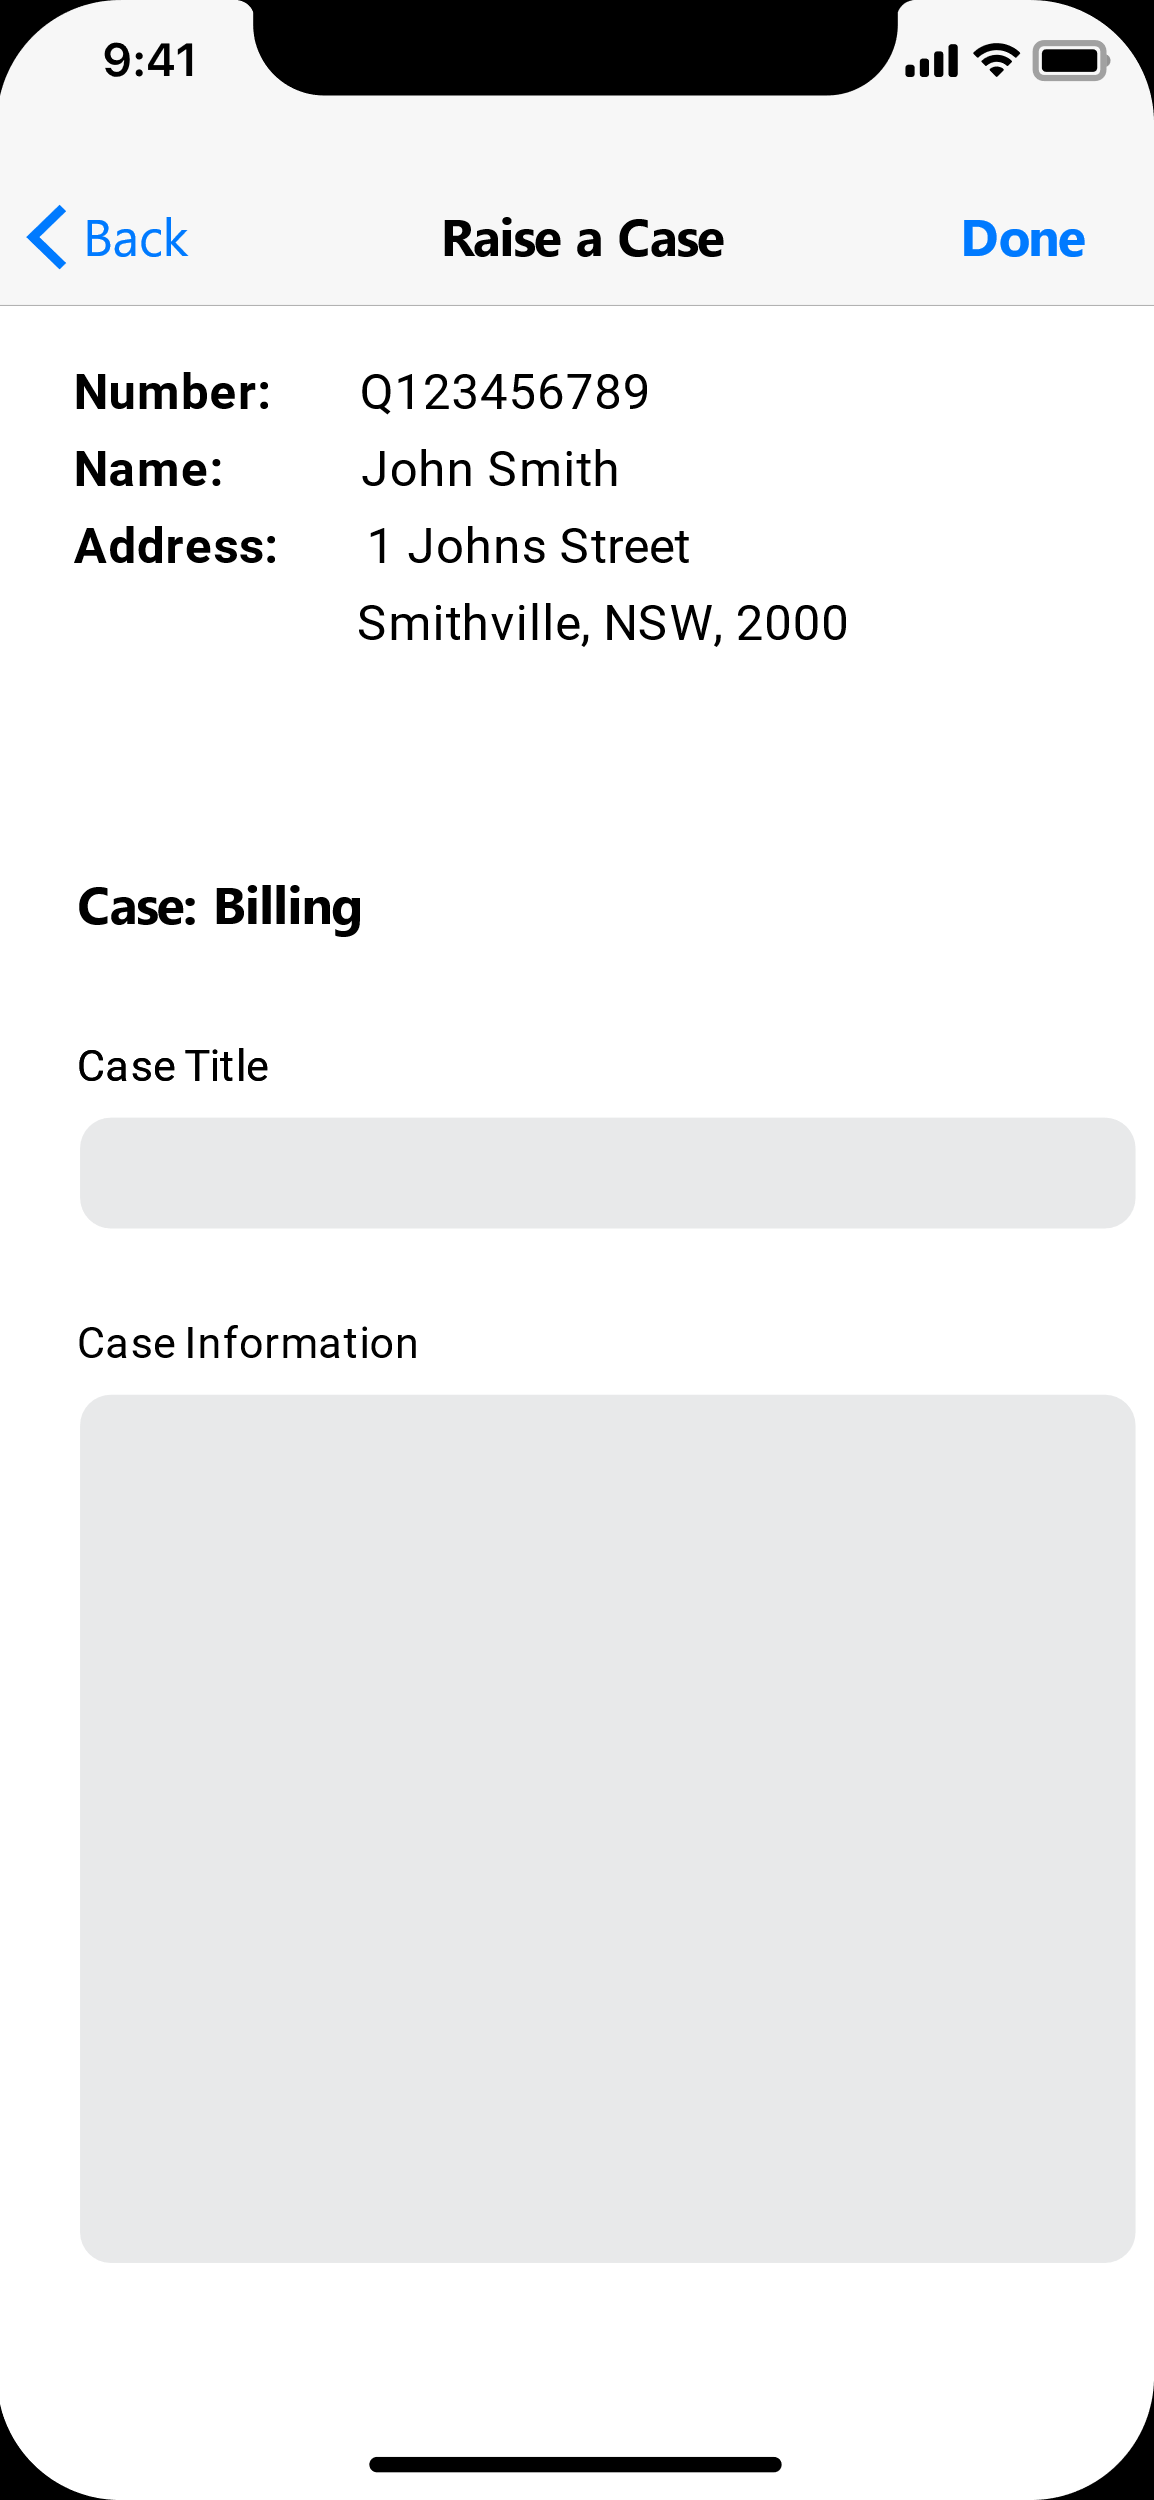 9:41
Back Raise a Case Done
Number: Q123456789
Name: John Smith
Address: 1 Johns Street
Smithville, NSW, 2000
Case: Billing
Case Title
Case Information